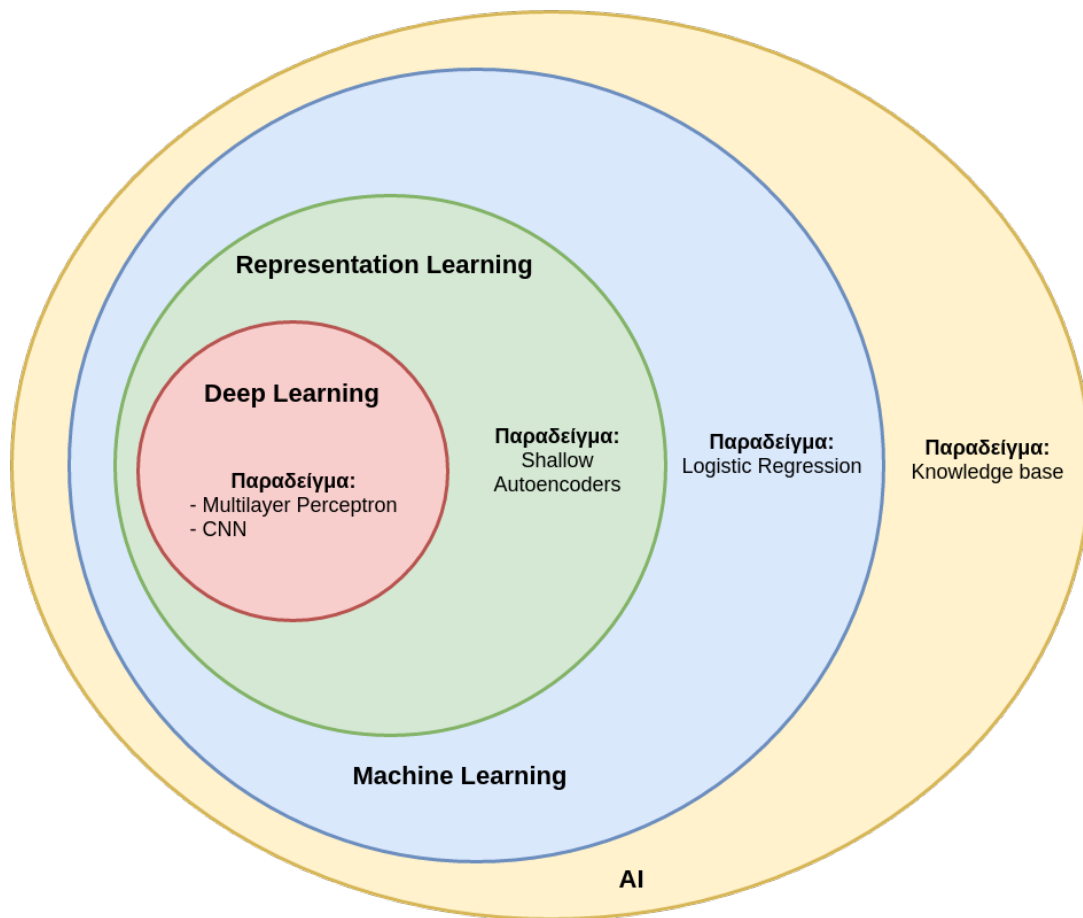 Representation Learning
Deep Learning
Παραδείγμα:
- Multilayer Perceptron
- CNN
Παραδείγμα:
Shallow
Autoencoders
Παραδείγμα:
Logistic Regression
Παραδείγμα:
Knowledge base
Machine Learning
AI